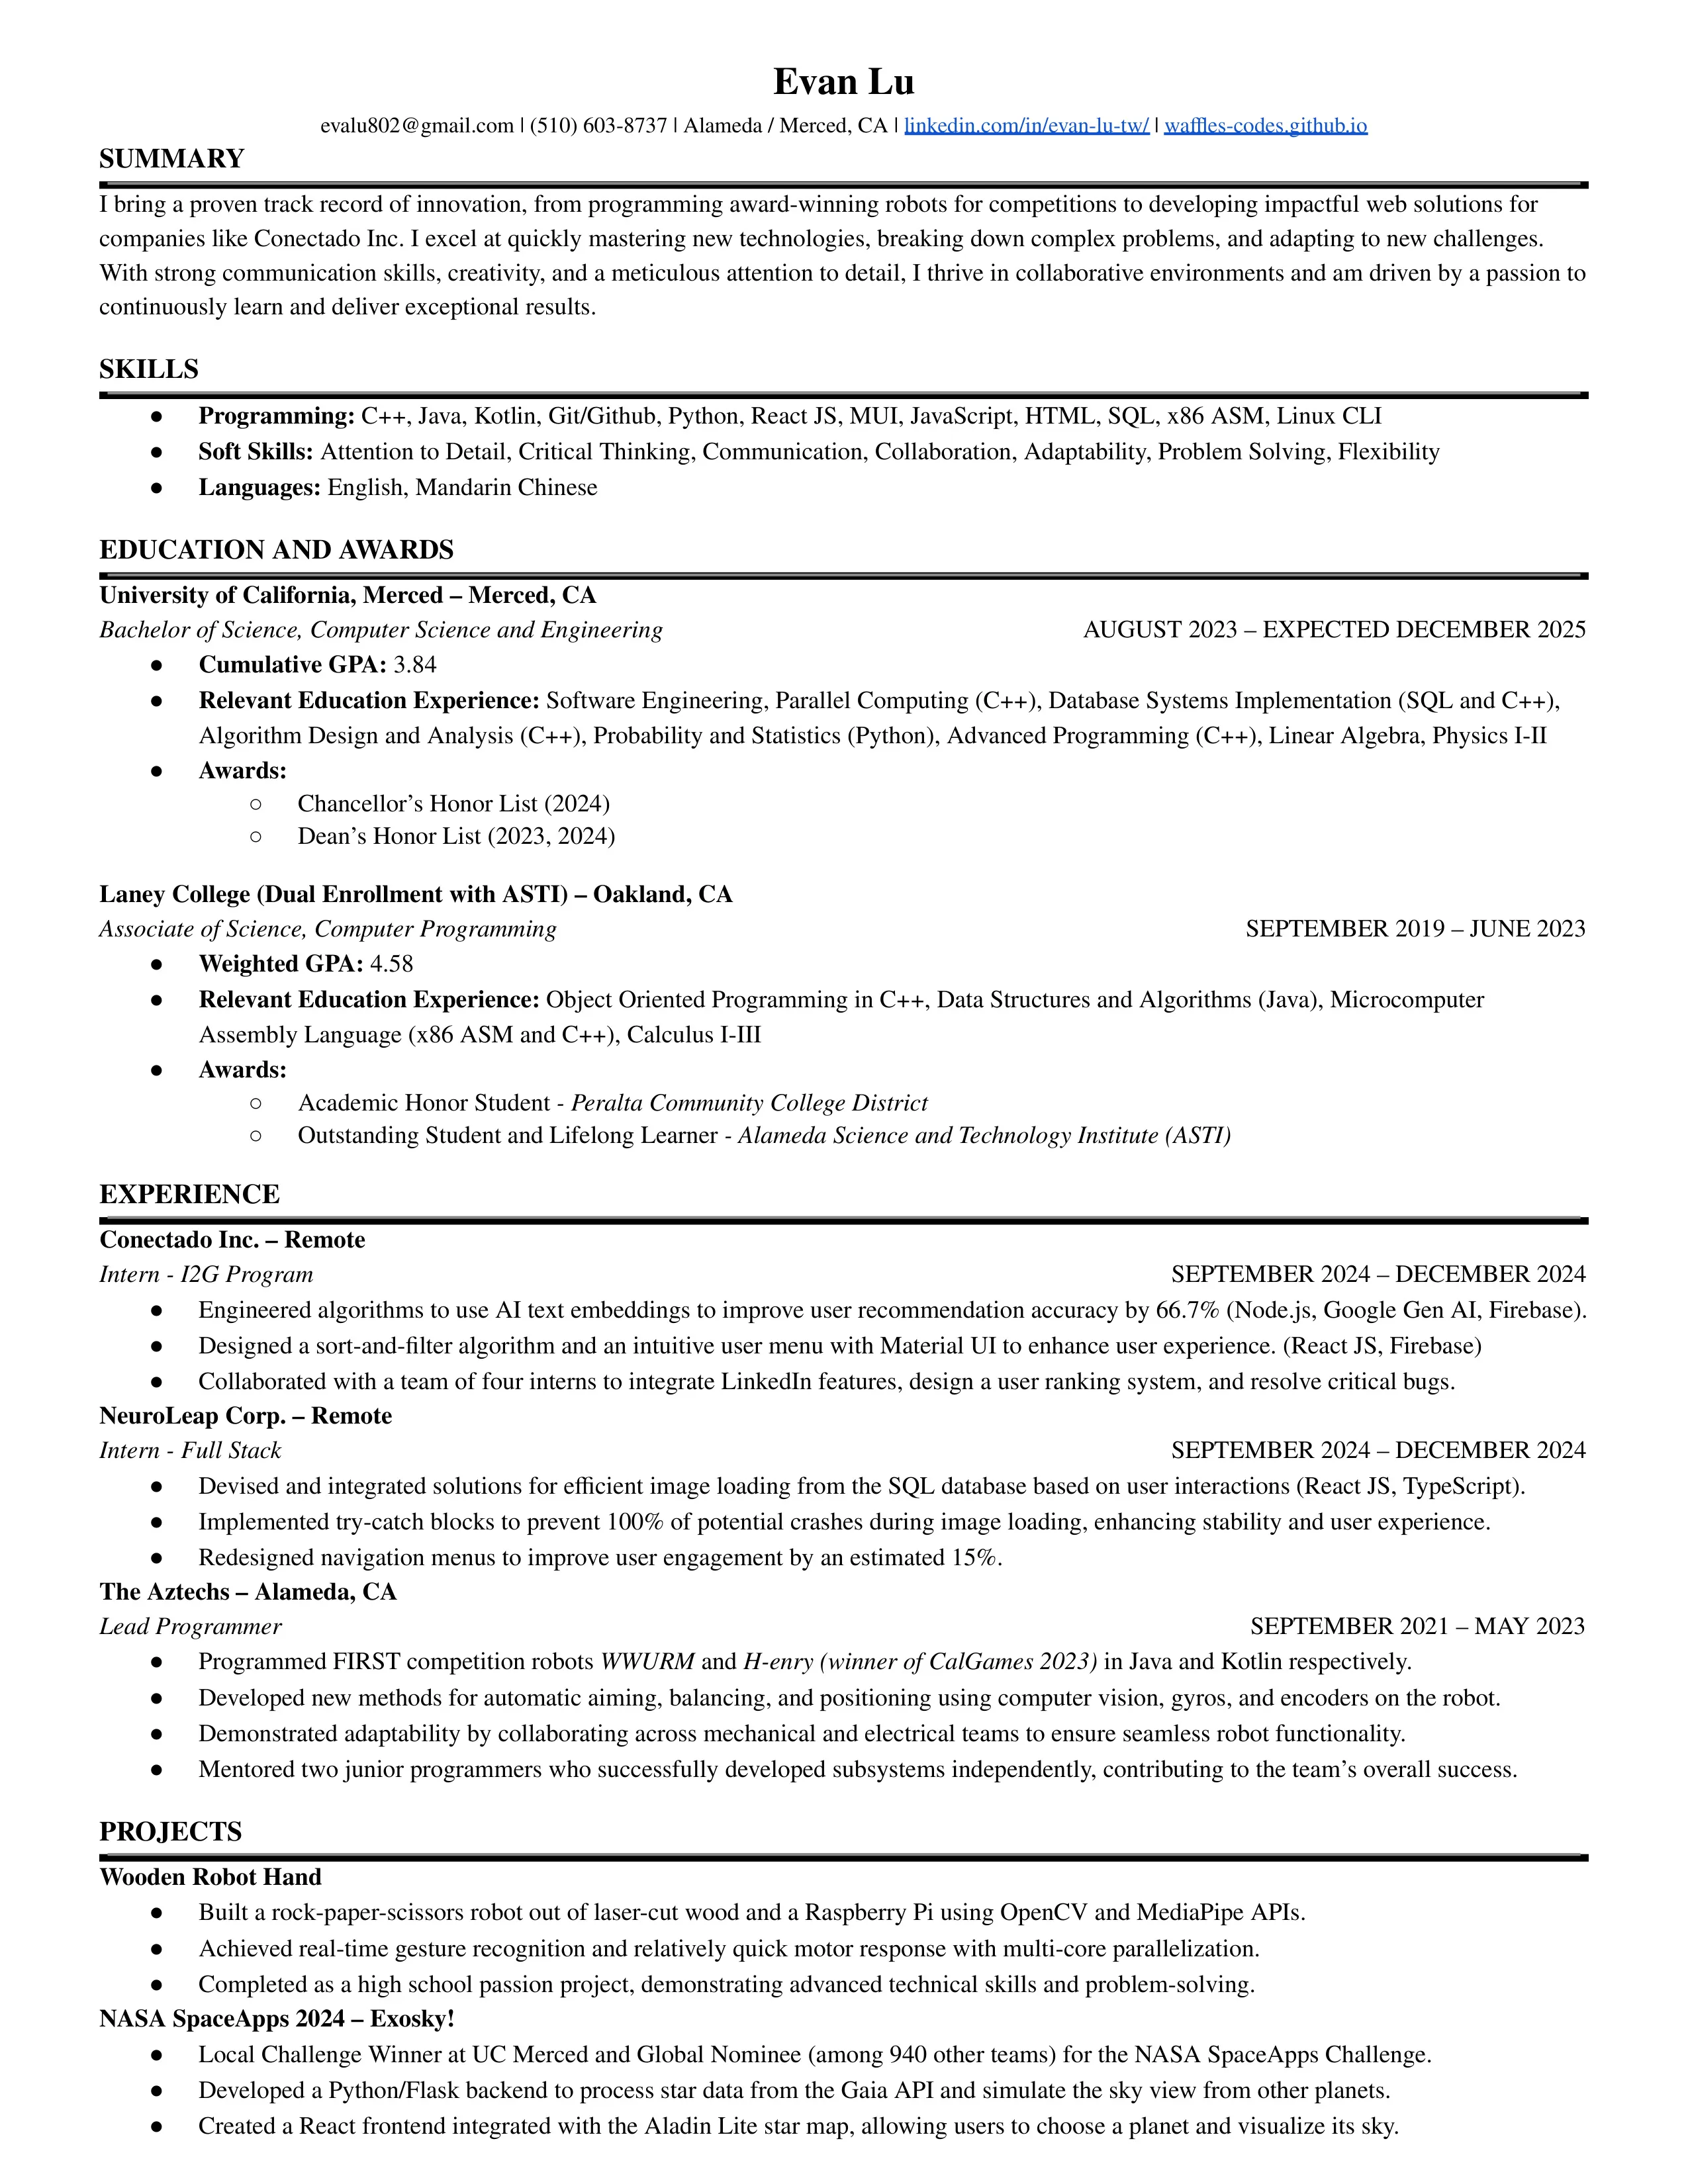 Evan Lu
evalu802@gmail.com | (510) 603-8737 | Alameda / Merced, CA | linkedin.com/in/evan-lu-tw/ | waffles-codes.github.io
SUMMARY
I bring a proven track record of innovation, from programming award-winning robots for competitions to developing impactful web solutions for
companies like Conectado Inc. I excel at quickly mastering new technologies, breaking down complex problems, and adapting to new challenges.
With strong communication skills, creativity, and a meticulous attention to detail, I thrive in collaborative environments and am driven by a passion to
continuously learn and deliver exceptional results.
SKILLS
● Programming: C++, Java, Kotlin, Git/Github, Python, React JS, MUI, JavaScript, HTML, SQL, x86 ASM, Linux CLI
● Soft Skills: Attention to Detail, Critical Thinking, Communication, Collaboration, Adaptability, Problem Solving, Flexibility
● Languages: English, Mandarin Chinese
EDUCATION AND AWARDS
University of California, Merced – Merced, CA
Bachelor of Science, Computer Science and Engineering AUGUST 2023 – EXPECTED DECEMBER 2025
● Cumulative GPA: 3.84
● Relevant Education Experience: Software Engineering, Parallel Computing (C++), Database Systems Implementation (SQL and C++),
Algorithm Design and Analysis (C++), Probability and Statistics (Python), Advanced Programming (C++), Linear Algebra, Physics I-II
● Awards:
○ Chancellor’s Honor List (2024)
○ Dean’s Honor List (2023, 2024)
Laney College (Dual Enrollment with ASTI) – Oakland, CA
Associate of Science, Computer Programming SEPTEMBER 2019 – JUNE 2023
● Weighted GPA: 4.58
● Relevant Education Experience: Object Oriented Programming in C++, Data Structures and Algorithms (Java), Microcomputer
Assembly Language (x86 ASM and C++), Calculus I-III
● Awards:
○ Academic Honor Student - Peralta Community College District
○ Outstanding Student and Lifelong Learner - Alameda Science and Technology Institute (ASTI)
EXPERIENCE
Conectado Inc. – Remote
Intern - I2G Program SEPTEMBER 2024 – DECEMBER 2024
● Engineered algorithms to use AI text embeddings to improve user recommendation accuracy by 66.7% (Node.js, Google Gen AI, Firebase).
● Designed a sort-and-filter algorithm and an intuitive user menu with Material UI to enhance user experience. (React JS, Firebase)
● Collaborated with a team of four interns to integrate LinkedIn features, design a user ranking system, and resolve critical bugs.
NeuroLeap Corp. – Remote
Intern - Full Stack SEPTEMBER 2024 – DECEMBER 2024
● Devised and integrated solutions for efficient image loading from the SQL database based on user interactions (React JS, TypeScript).
● Implemented try-catch blocks to prevent 100% of potential crashes during image loading, enhancing stability and user experience.
● Redesigned navigation menus to improve user engagement by an estimated 15%.
The Aztechs – Alameda, CA
Lead Programmer SEPTEMBER 2021 – MAY 2023
● Programmed FIRST competition robots WWURM and H-enry (winner of CalGames 2023) in Java and Kotlin respectively.
● Developed new methods for automatic aiming, balancing, and positioning using computer vision, gyros, and encoders on the robot.
● Demonstrated adaptability by collaborating across mechanical and electrical teams to ensure seamless robot functionality.
● Mentored two junior programmers who successfully developed subsystems independently, contributing to the team’s overall success.
PROJECTS
Wooden Robot Hand
● Built a rock-paper-scissors robot out of laser-cut wood and a Raspberry Pi using OpenCV and MediaPipe APIs.
● Achieved real-time gesture recognition and relatively quick motor response with multi-core parallelization.
● Completed as a high school passion project, demonstrating advanced technical skills and problem-solving.
NASA SpaceApps 2024 – Exosky!
● Local Challenge Winner at UC Merced and Global Nominee (among 940 other teams) for the NASA SpaceApps Challenge.
● Developed a Python/Flask backend to process star data from the Gaia API and simulate the sky view from other planets.
● Created a React frontend integrated with the Aladin Lite star map, allowing users to choose a planet and visualize its sky.